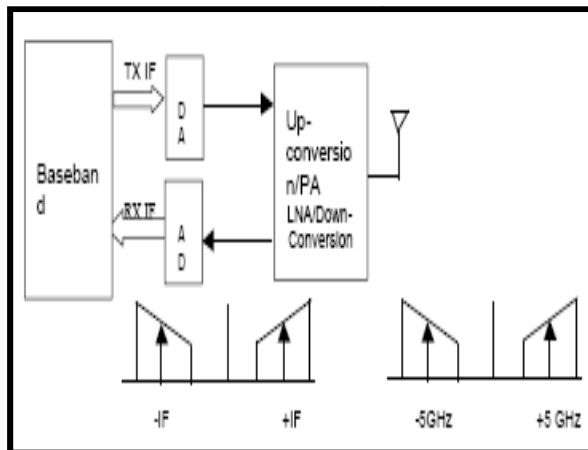 TX IF
D
A
Baseban
d
RX IF
A
D
Up-
conversio
n/PA
LNA/Down-
Conversion
-IF
+IF
-5GHz
+5 GHz